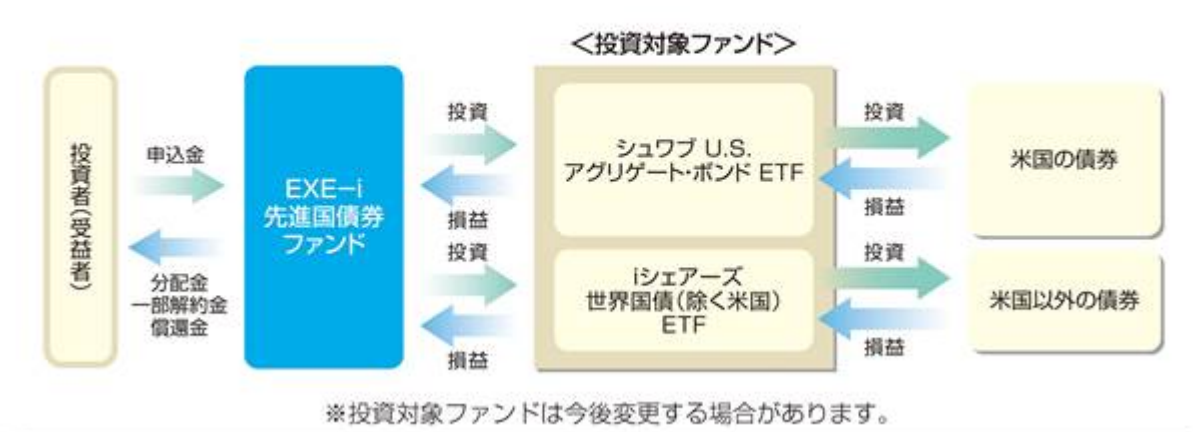 <投資対象ファンド>
投資者(受益者)
申込金
分配金
一部解約金
償還金
EXE-i
先進国債券
ファンド
投資
損益
投資
損益
シュワブ U.S.
アグリゲート・ボンド ETF
iシェアーズ
世界国債(除く米国)
ETF
投資
損益
投資
損益
米国の債券
米国以外の債券
※投資対象ファンドは今後変更する場合があります。